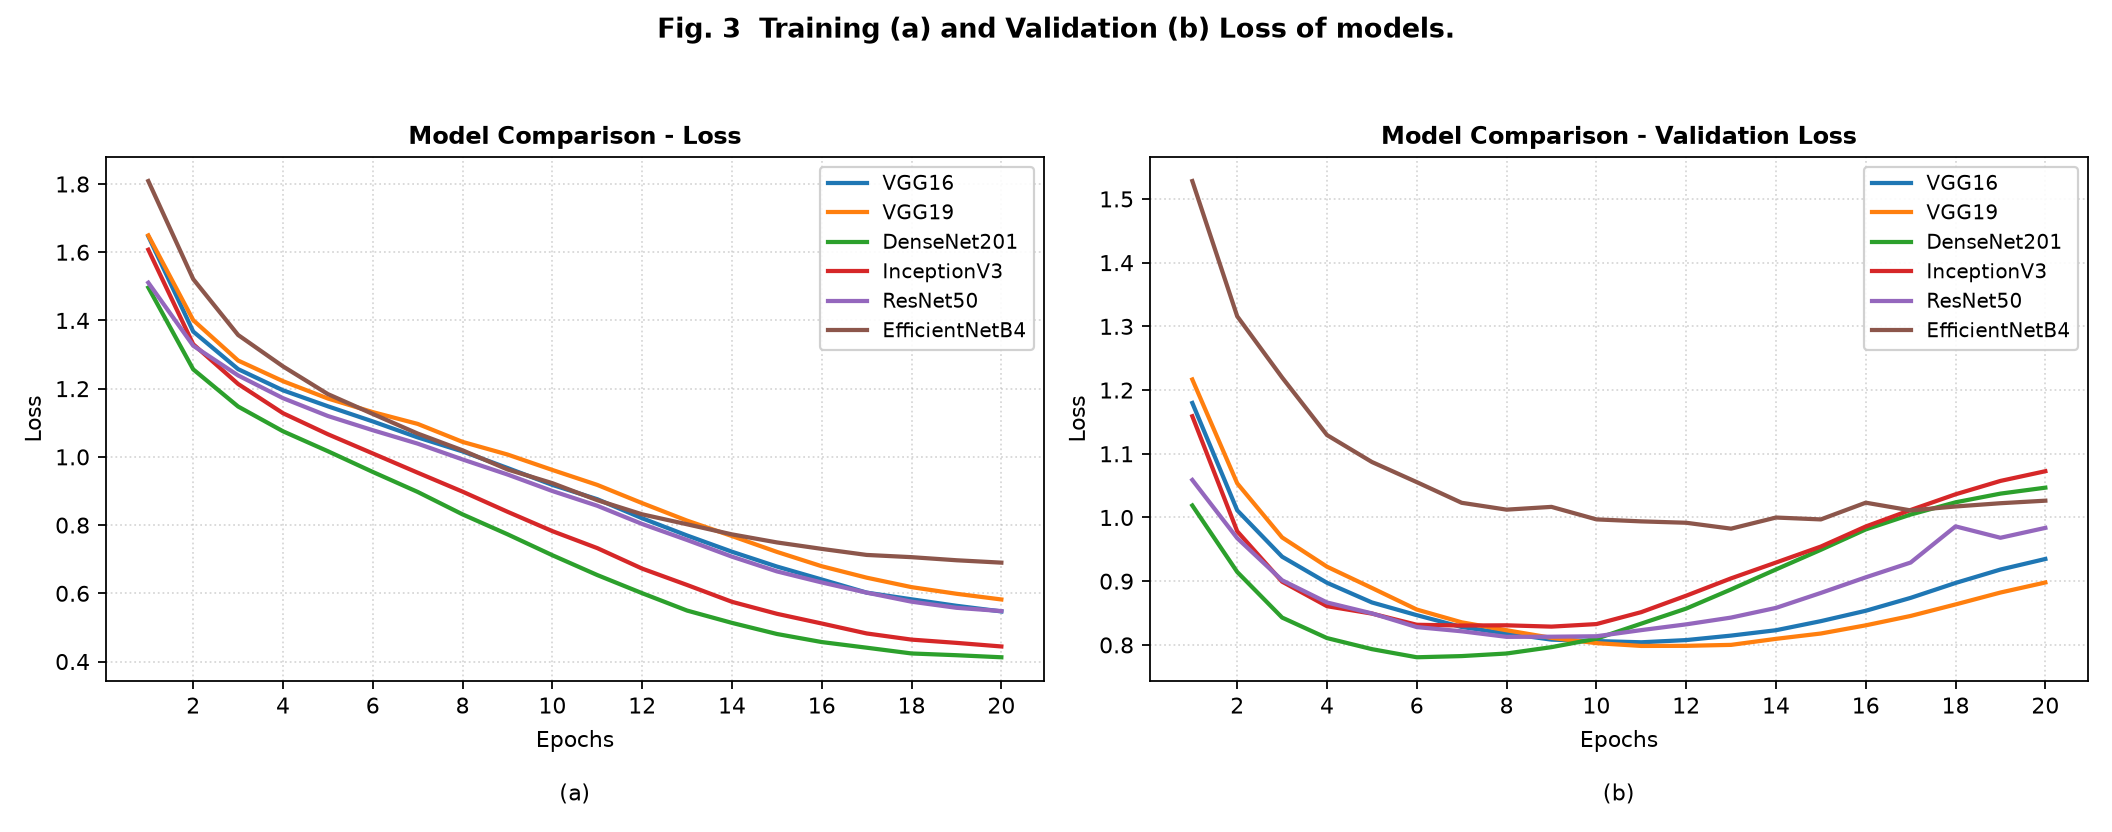 Fig. 3  Training (a) and Validation (b) Loss of models.
Model Comparison - Loss
1.8
1.6
1.4
1.2
1.0
0.8
0.6
0.4
Loss
VGG16
VGG19
DenseNet201
InceptionV3
ResNet50
EfficientNetB4
2 4 6 8 10 12 14 16 18 20
Epochs
(a)
Model Comparison - Validation Loss
1.5
1.4
1.3
1.2
1.1
1.0
0.9
0.8
Loss
VGG16
VGG19
DenseNet201
InceptionV3
ResNet50
EfficientNetB4
2 4 6 8 10 12 14 16 18 20
Epochs
(b)